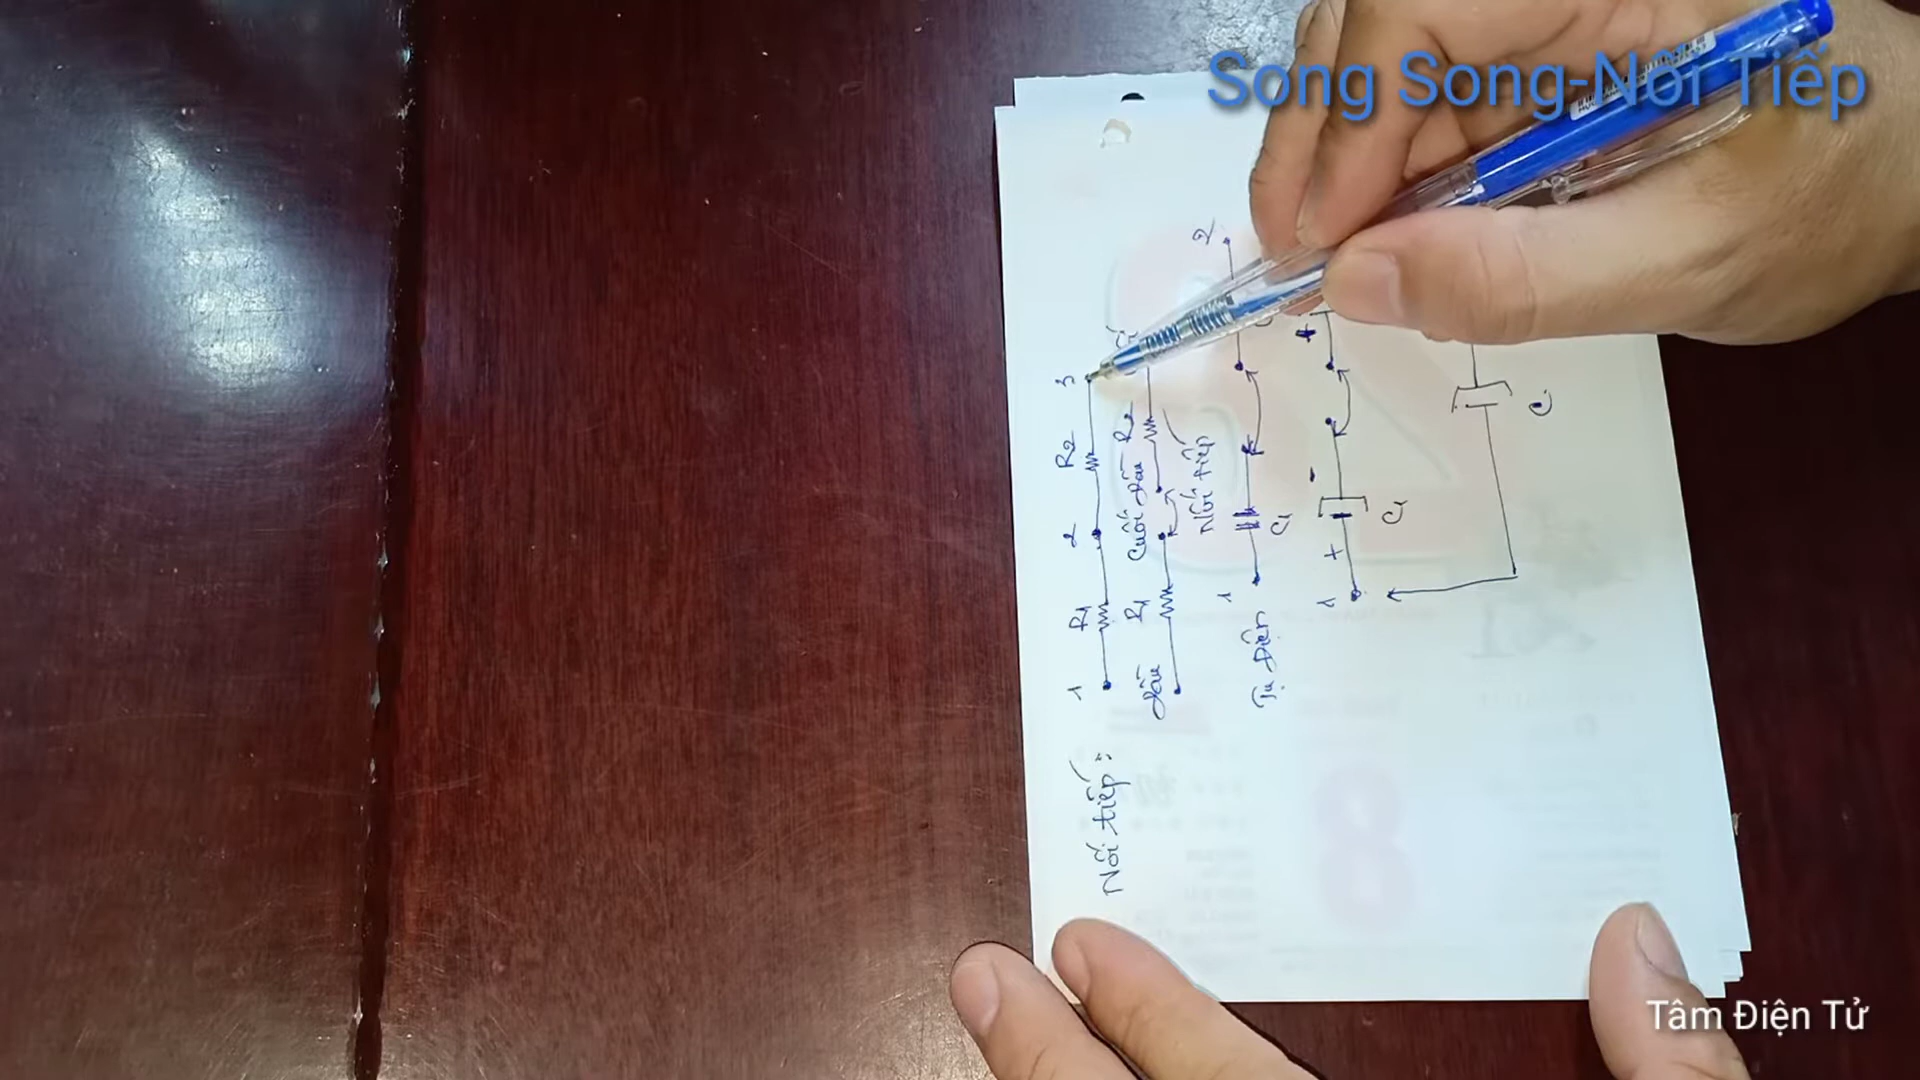 Song Song-Nối Tiếp
Nối tiếp:
1 R1 2 R2 3
đầu R1 Cuối đầu R2
Nối tiếp
Tụ Điện
1 C1 2
1 + C1 - +
C
Tâm Điện Tử